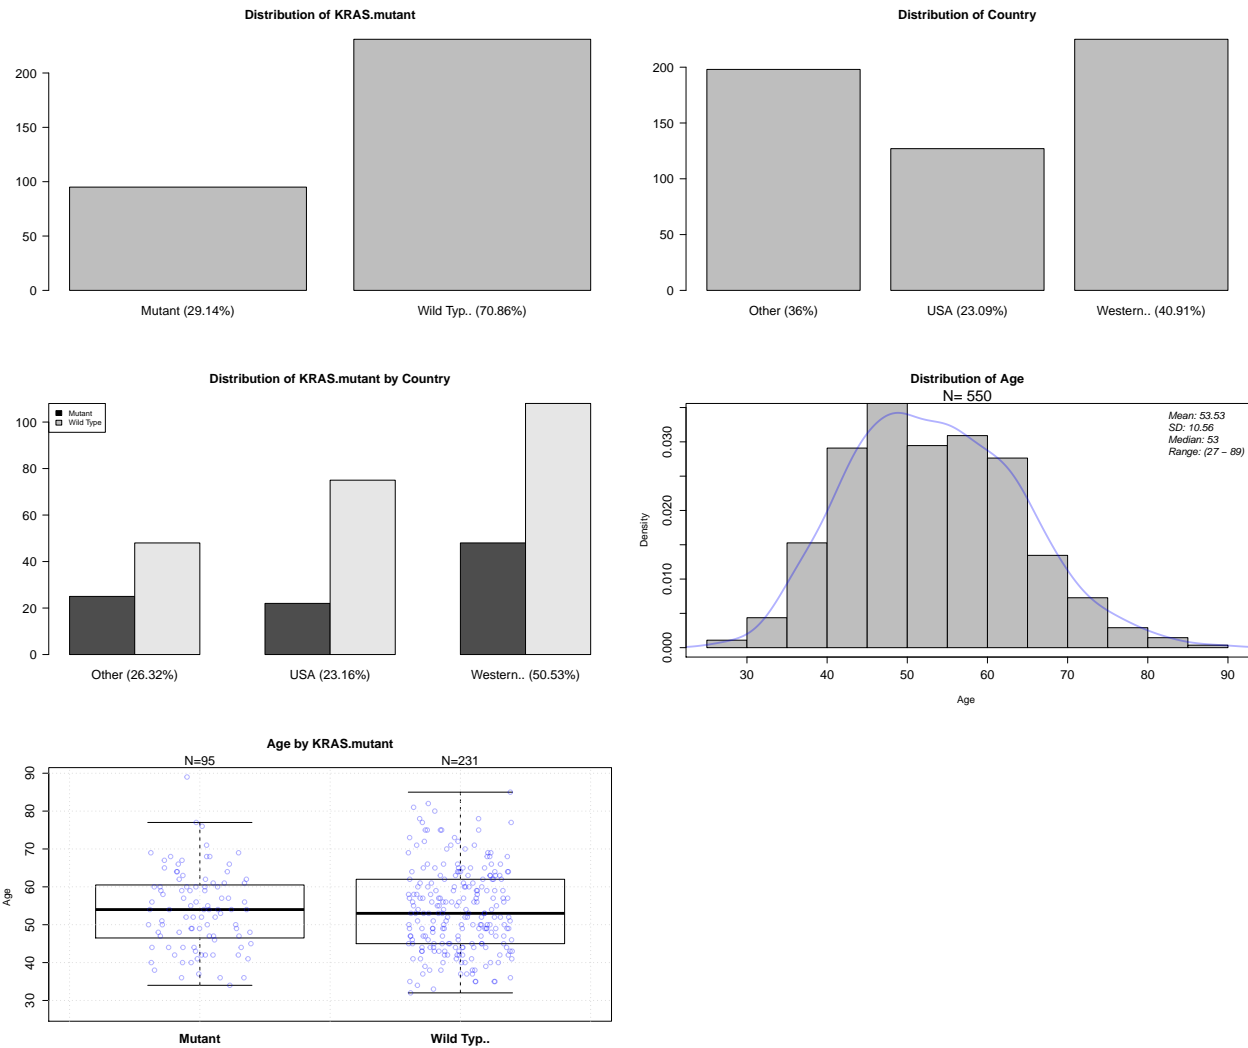 Distribution of KRAS.mutant
200
150
100
50
0
Mutant (29.14%)
Wild Typ.. (70.86%)
Distribution of Country
200
150
100
50
0
Other (36%)
USA (23.09%)
Western.. (40.91%)
Distribution of KRAS.mutant by Country
Mutant
Wild Type
100
80
60
40
20
0
Other (26.32%)
USA (23.16%)
Western.. (50.53%)
Distribution of Age
N= 550
Mean: 53.53
SD: 10.56
Median: 53
Range: (27 – 89)
Density
0.030
0.020
0.010
0.000
30 40 50 60 70 80 90
Age
Age by KRAS.mutant
N=95
N=231
Age
90
80
70
60
50
40
30
Mutant
Wild Typ..